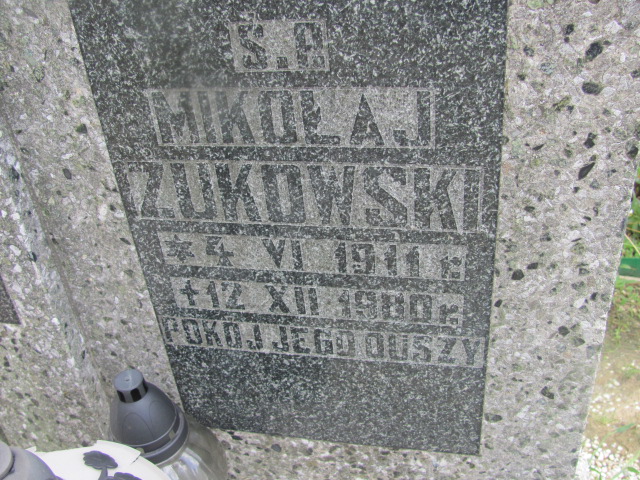 Ś.P.
MIKOŁAJ
ŻUKOWSKI
* 4 VI 1911 r.
† 12 XII 1980 r.
POKÓJ JEGO DUSZY